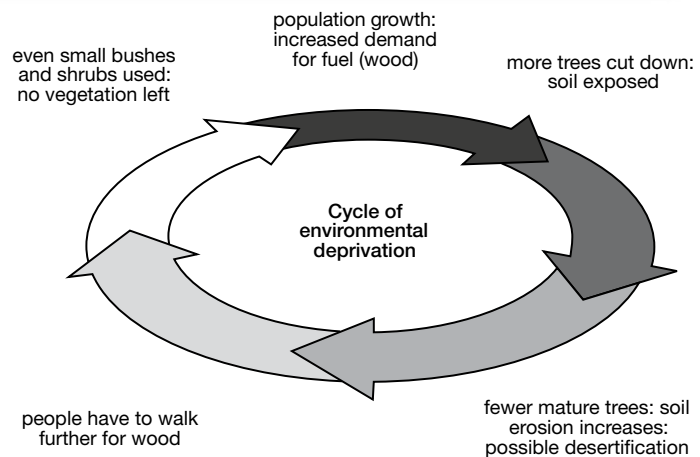 population growth:
increased demand
for fuel (wood)
more trees cut down:
soil exposed
fewer mature trees: soil
erosion increases:
possible desertification
people have to walk
further for wood
even small bushes
and shrubs used:
no vegetation left
Cycle of
environmental
deprivation